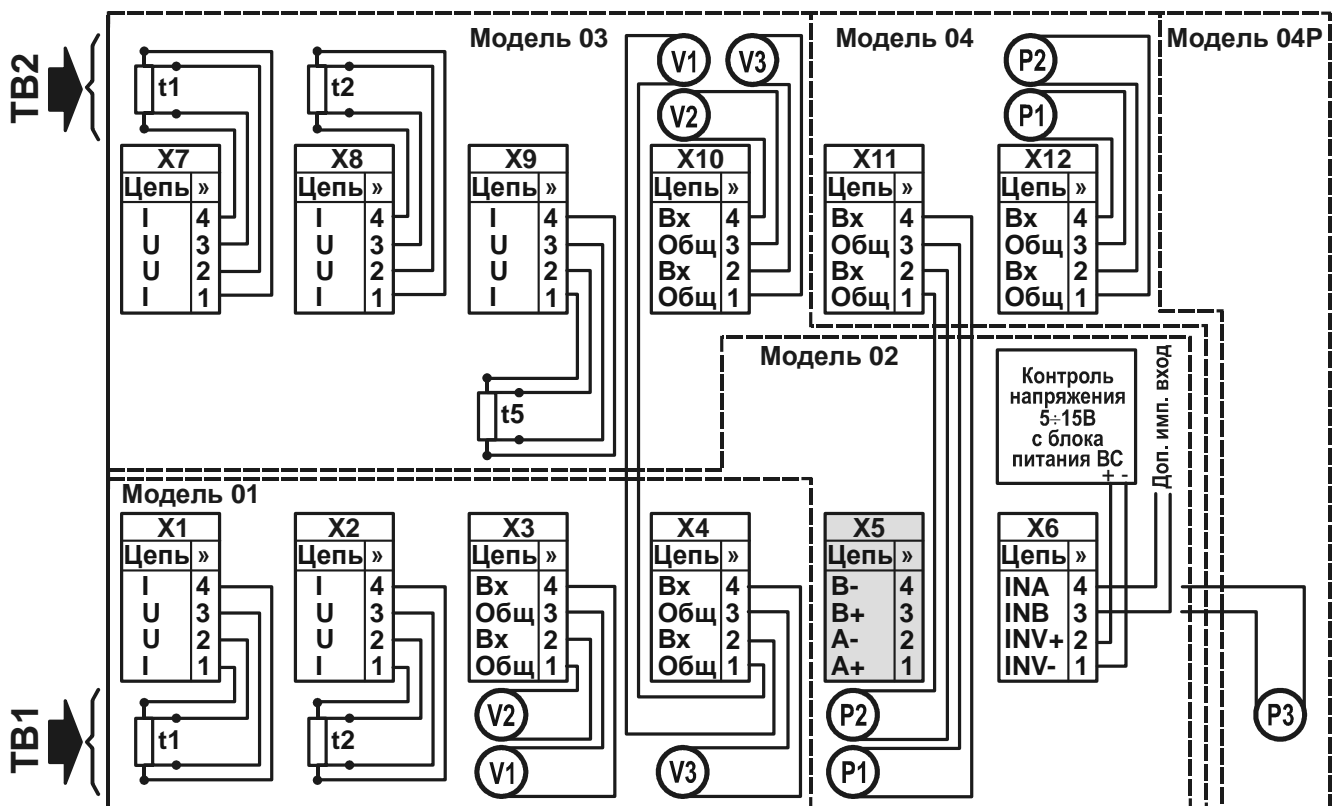 ТВ2
Модель 03
Модель 04
Модель 04Р
t1
t2
V1
V3
V2
P2
P1
X7
Цепь »
I 4
U 3
U 2
I 1
X8
Цепь »
I 4
U 3
U 2
I 1
X9
Цепь »
I 4
U 3
U 2
I 1
X10
Цепь »
Вх 4
Общ 3
Вх 2
Общ 1
X11
Цепь »
Вх 4
Общ 3
Вх 2
Общ 1
X12
Цепь »
Вх 4
Общ 3
Вх 2
Общ 1
t5
Модель 02
Контроль
напряжения
5÷15В
с блока
питания ВС
+ -
Доп. имп. вход
Модель 01
X1
Цепь »
I 4
U 3
U 2
I 1
X2
Цепь »
I 4
U 3
U 2
I 1
X3
Цепь »
Вх 4
Общ 3
Вх 2
Общ 1
X4
Цепь »
Вх 4
Общ 3
Вх 2
Общ 1
X5
Цепь »
B- 4
B+ 3
A- 2
A+ 1
X6
Цепь »
INA 4
INB 3
INV+ 2
INV- 1
ТВ1
t1
t2
V2
V1
V3
P2
P1
P3